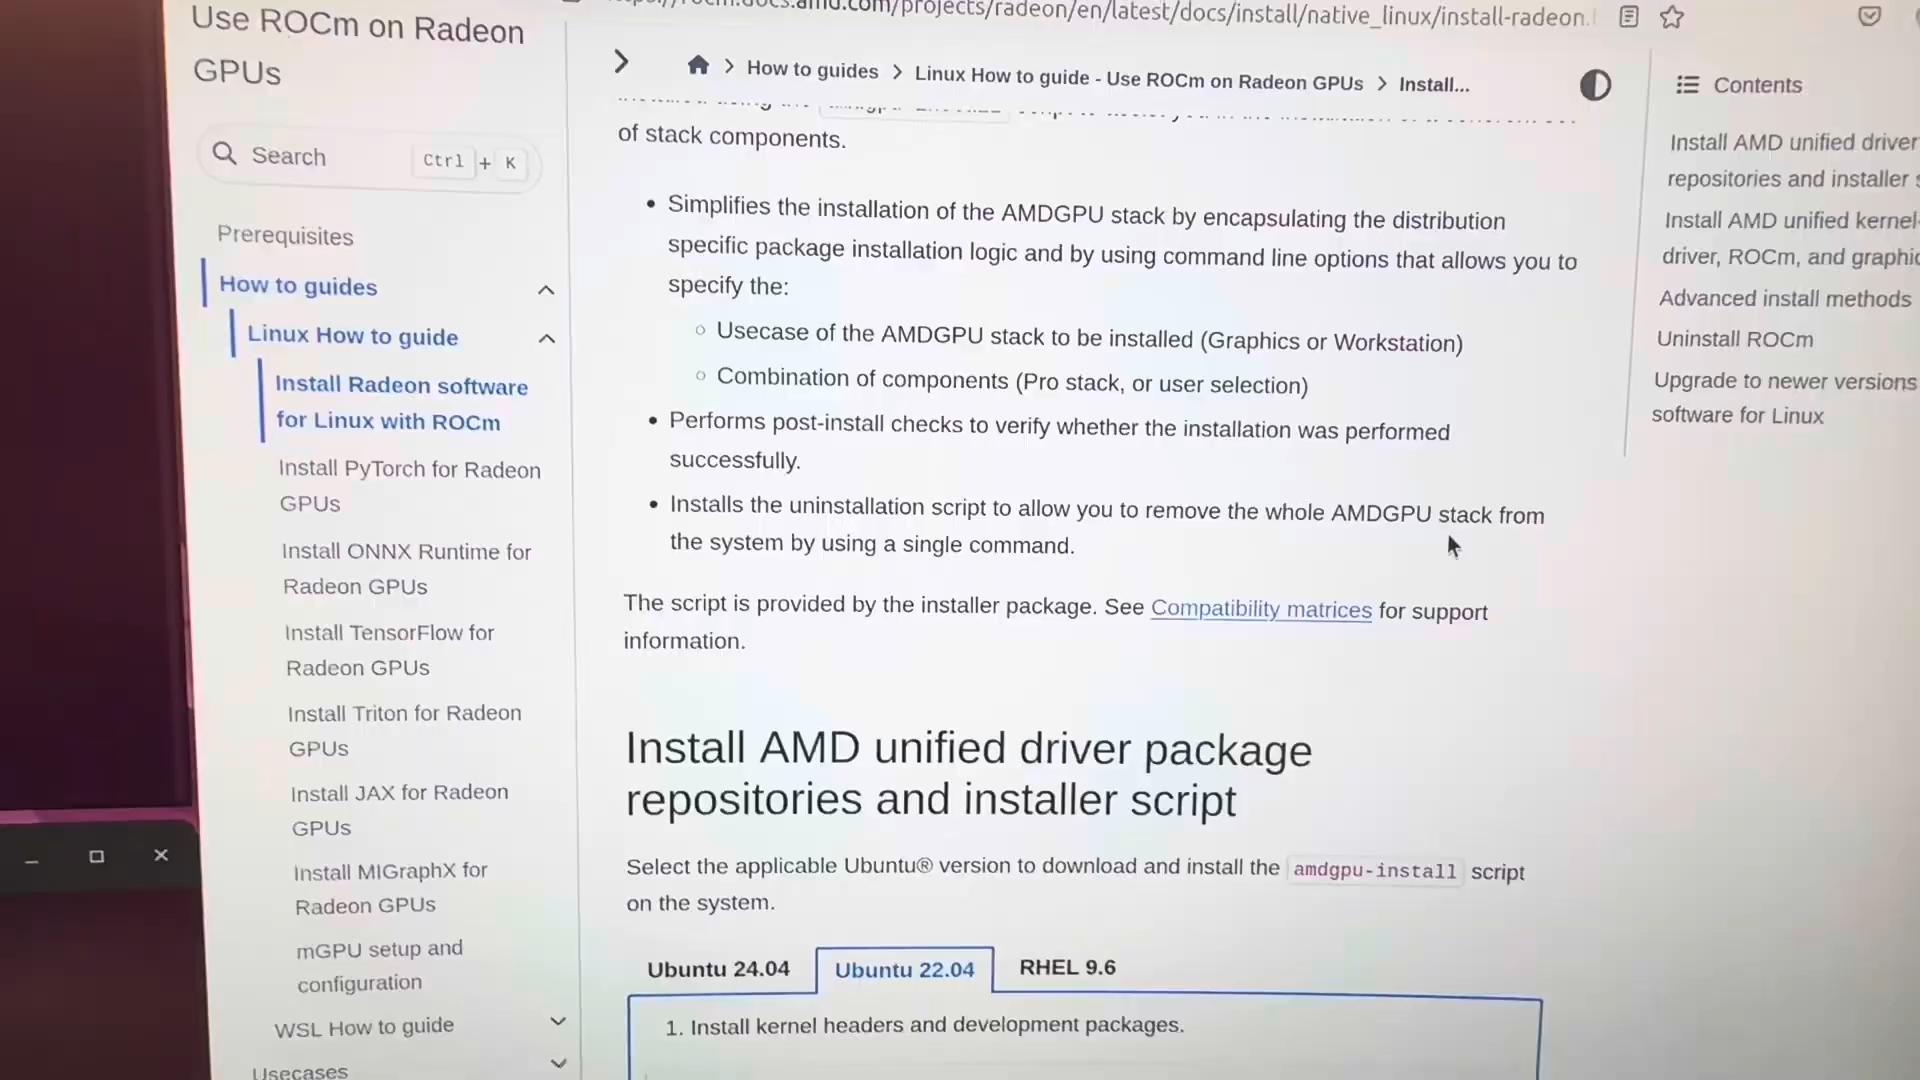 .com/projects/radeon/en/latest/docs/install/native_linux/install-radeon.
Use ROCm on Radeon
GPUs
Search Ctrl + K
Prerequisites
How to guides
Linux How to guide
Install Radeon software
for Linux with ROCm
Install PyTorch for Radeon
GPUs
Install ONNX Runtime for
Radeon GPUs
Install TensorFlow for
Radeon GPUs
Install Triton for Radeon
GPUs
Install JAX for Radeon
GPUs
Install MIGraphX for
Radeon GPUs
mGPU setup and
configuration
WSL How to guide
Usecases
How to guides > Linux How to guide - Use ROCm on Radeon GPUs > Install...
of stack components.
• Simplifies the installation of the AMDGPU stack by encapsulating the distribution
specific package installation logic and by using command line options that allows you to
specify the:
○ Usecase of the AMDGPU stack to be installed (Graphics or Workstation)
○ Combination of components (Pro stack, or user selection)
• Performs post-install checks to verify whether the installation was performed
successfully.
• Installs the uninstallation script to allow you to remove the whole AMDGPU stack from
the system by using a single command.
The script is provided by the installer package. See Compatibility matrices for support
information.
Install AMD unified driver package
repositories and installer script
Select the applicable Ubuntu® version to download and install the amdgpu-install script
on the system.
Ubuntu 24.04 Ubuntu 22.04 RHEL 9.6
1. Install kernel headers and development packages.
Contents
Install AMD unified driver
repositories and installer
Install AMD unified kernel-
driver, ROCm, and graphic
Advanced install methods
Uninstall ROCm
Upgrade to newer versions
software for Linux